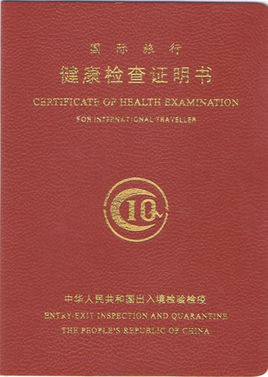 国际旅行
健康检查证明书
CERTIFICATE OF HEALTH EXAMINATION
FOR INTERNATIONAL TRAVELLER
CIQ
中华人民共和国出入境检验检疫
ENTRY-EXIT INSPECTION AND QUARANTINE
THE PEOPLE'S REPUBLIC OF CHINA